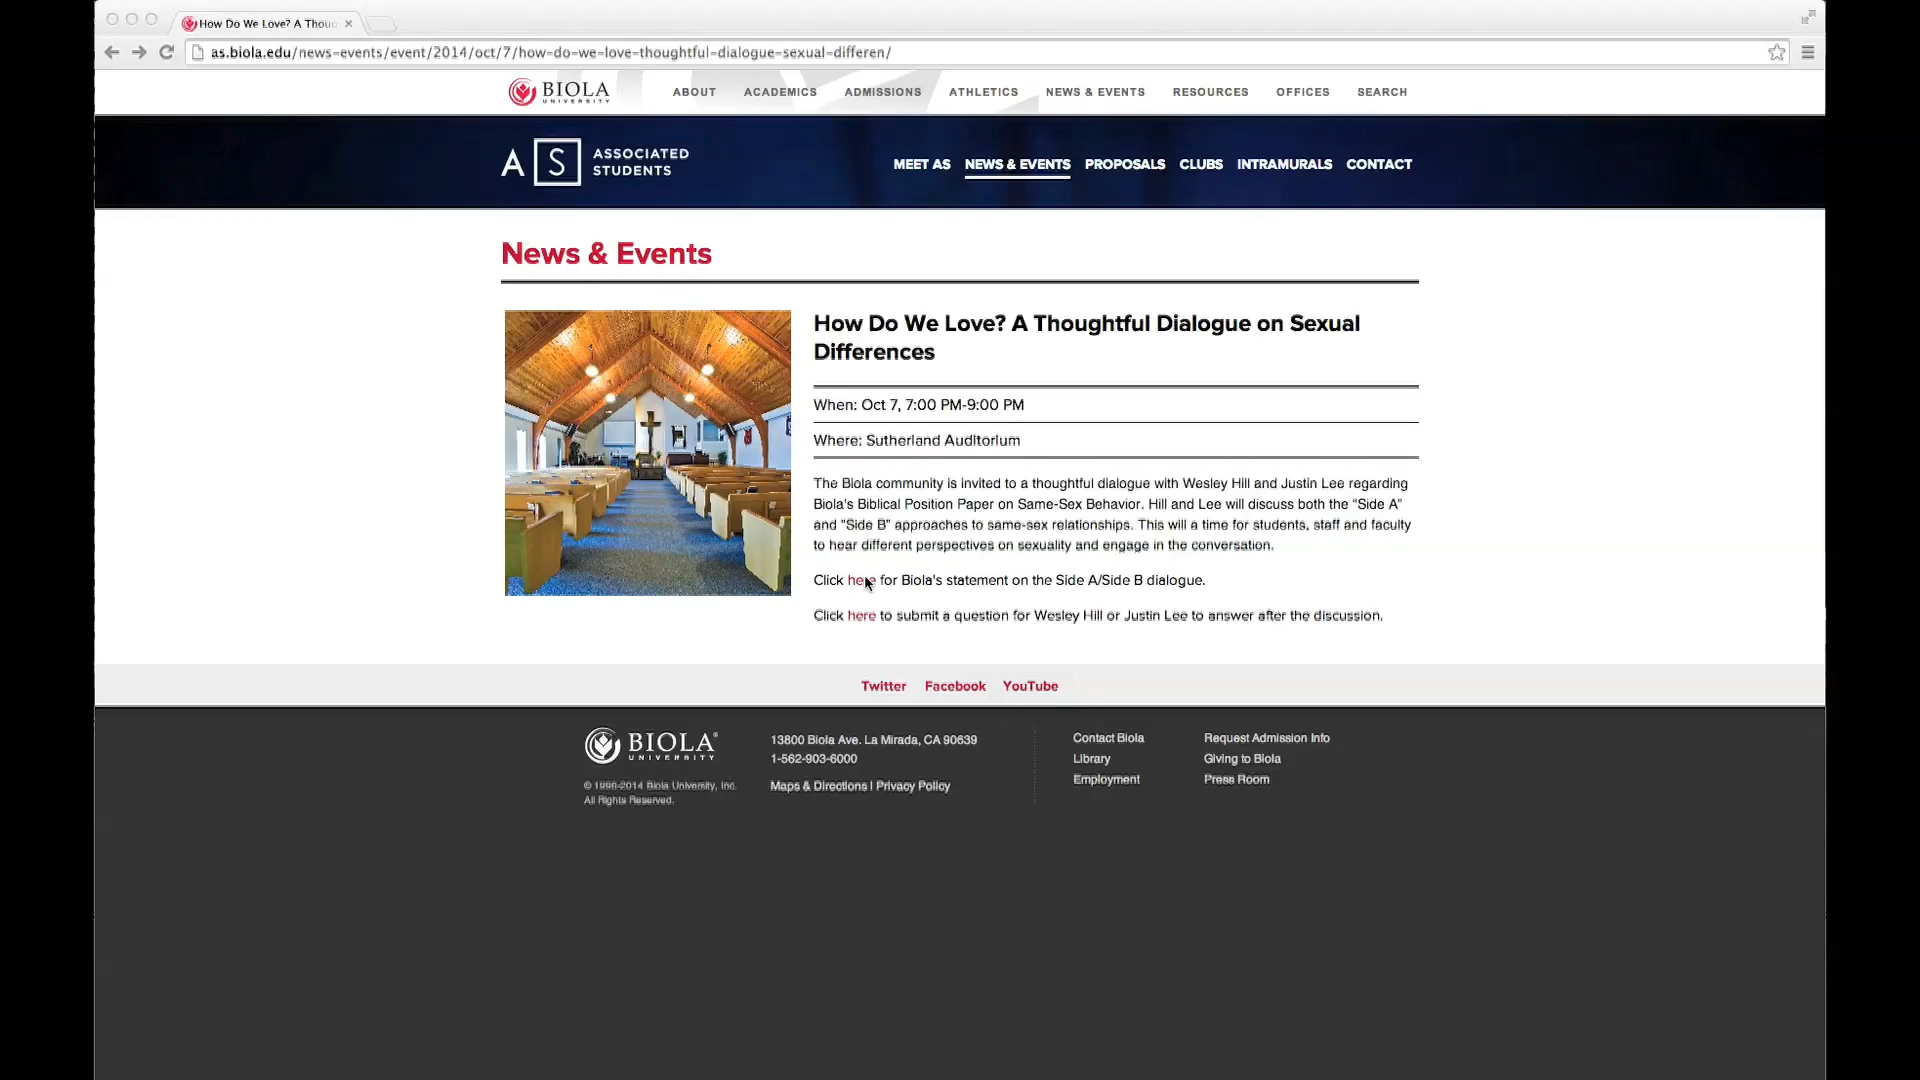 How Do We Love? A Thou
as.biola.edu/news-events/event/2014/oct/7/how-do-we-love-thoughtful-dialogue-sexual-differen/
BIOLA UNIVERSITY
ABOUT ACADEMICS ADMISSIONS ATHLETICS NEWS & EVENTS RESOURCES OFFICES SEARCH
A S ASSOCIATED STUDENTS
MEET AS NEWS & EVENTS PROPOSALS CLUBS INTRAMURALS CONTACT
News & Events
How Do We Love? A Thoughtful Dialogue on Sexual
Differences
When: Oct 7, 7:00 PM-9:00 PM
Where: Sutherland Auditorium
The Biola community is invited to a thoughtful dialogue with Wesley Hill and Justin Lee regarding
Biola's Biblical Position Paper on Same-Sex Behavior. Hill and Lee will discuss both the "Side A"
and "Side B" approaches to same-sex relationships. This will a time for students, staff and faculty
to hear different perspectives on sexuality and engage in the conversation.
Click here for Biola's statement on the Side A/Side B dialogue.
Click here to submit a question for Wesley Hill or Justin Lee to answer after the discussion.
Twitter Facebook YouTube
BIOLA UNIVERSITY
© 1996-2014 Biola University, Inc.
All Rights Reserved.
13800 Biola Ave. La Mirada, CA 90639
1-562-903-6000
Maps & Directions | Privacy Policy
Contact Biola
Library
Employment
Request Admission Info
Giving to Biola
Press Room